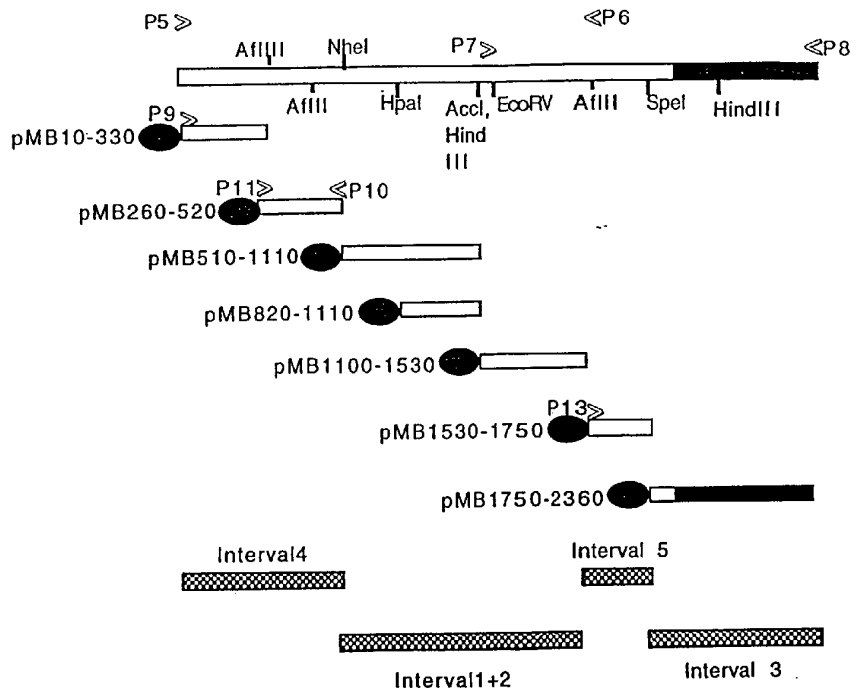 P5 P6
AflIII NheI P7 P8
AflII HpaI AccI, EcoRV AflII SpeI HindIII
Hind
III
P9
pMB10-330
P11 P10
pMB260-520
pMB510-1110
pMB820-1110
pMB1100-1530
P13
pMB1530-1750
pMB1750-2360
Interval4 Interval 5
Interval1+2 Interval 3